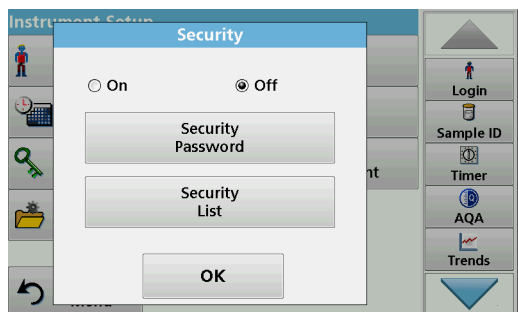 Security
On
Off
Security
Password
Security
List
OK
Login
Sample ID
Timer
AQA
Trends